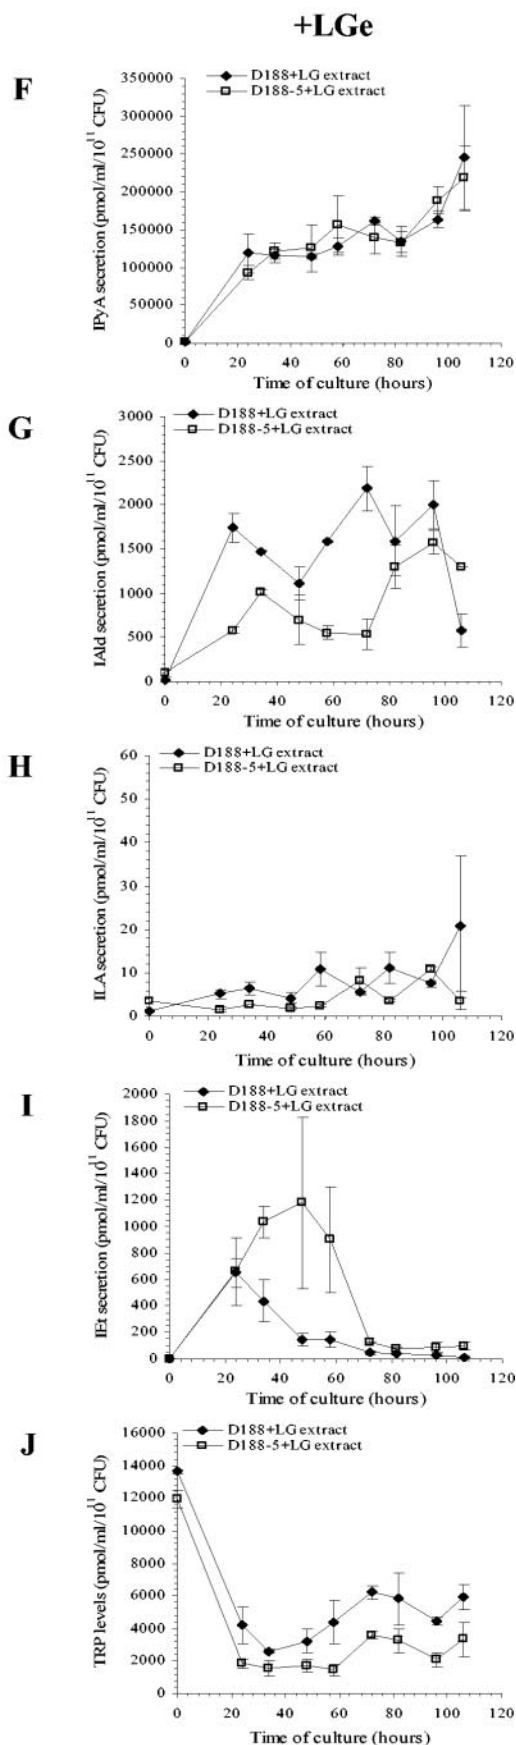 +LGe
F
D188+LG extract
D188-5+LG extract
IPyA secretion (pmol/ml/10¹¹ CFU)
350000
300000
250000
200000
150000
100000
50000
0
0 20 40 60 80 100 120
Time of culture (hours)
G
D188+LG extract
D188-5+LG extract
IAld secretion (pmol/ml/10¹¹ CFU)
3000
2500
2000
1500
1000
500
0
0 20 40 60 80 100 120
Time of culture (hours)
H
D188+LG extract
D188-5+LG extract
ILA secretion (pmol/ml/10¹¹ CFU)
60
50
40
30
20
10
0
0 20 40 60 80 100 120
Time of culture (hours)
I
D188+LG extract
D188-5+LG extract
IEt secretion (pmol/ml/10¹¹ CFU)
2000
1800
1600
1400
1200
1000
800
600
400
200
0
0 20 40 60 80 100 120
Time of culture (hours)
J
D188+LG extract
D188-5+LG extract
TRP levels (pmol/ml/10¹¹ CFU)
16000
14000
12000
10000
8000
6000
4000
2000
0
0 20 40 60 80 100 120
Time of culture (hours)